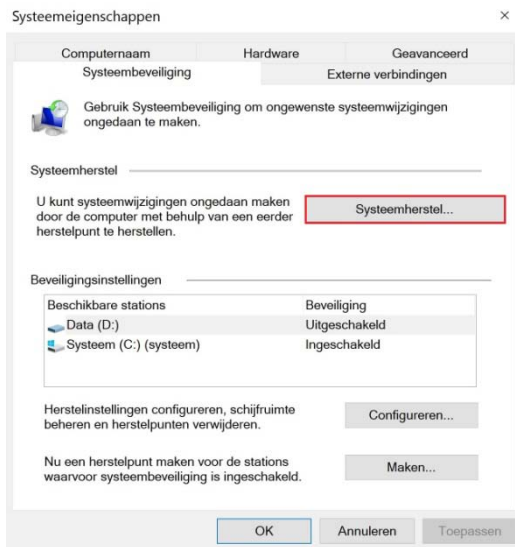 Systeemeigenschappen
Computernaam
Hardware
Geavanceerd
Systeembeveiliging
Externe verbindingen
Gebruik Systeembeveiliging om ongewenste systeemwijzigingen
ongedaan te maken.
Systeemherstel
U kunt systeemwijzigingen ongedaan maken
door de computer met behulp van een eerder
herstelpunt te herstellen.
Systeemherstel...
Beveiligingsinstellingen
Beschikbare stations Beveiliging
Data (D:) Uitgeschakeld
Systeem (C:) (systeem) Ingeschakeld
Herstelinstellingen configureren, schijfruimte
beheren en herstelpunten verwijderen.
Configureren...
Nu een herstelpunt maken voor de stations
waarvoor systeembeveiliging is ingeschakeld.
Maken...
OK
Annuleren
Toepassen